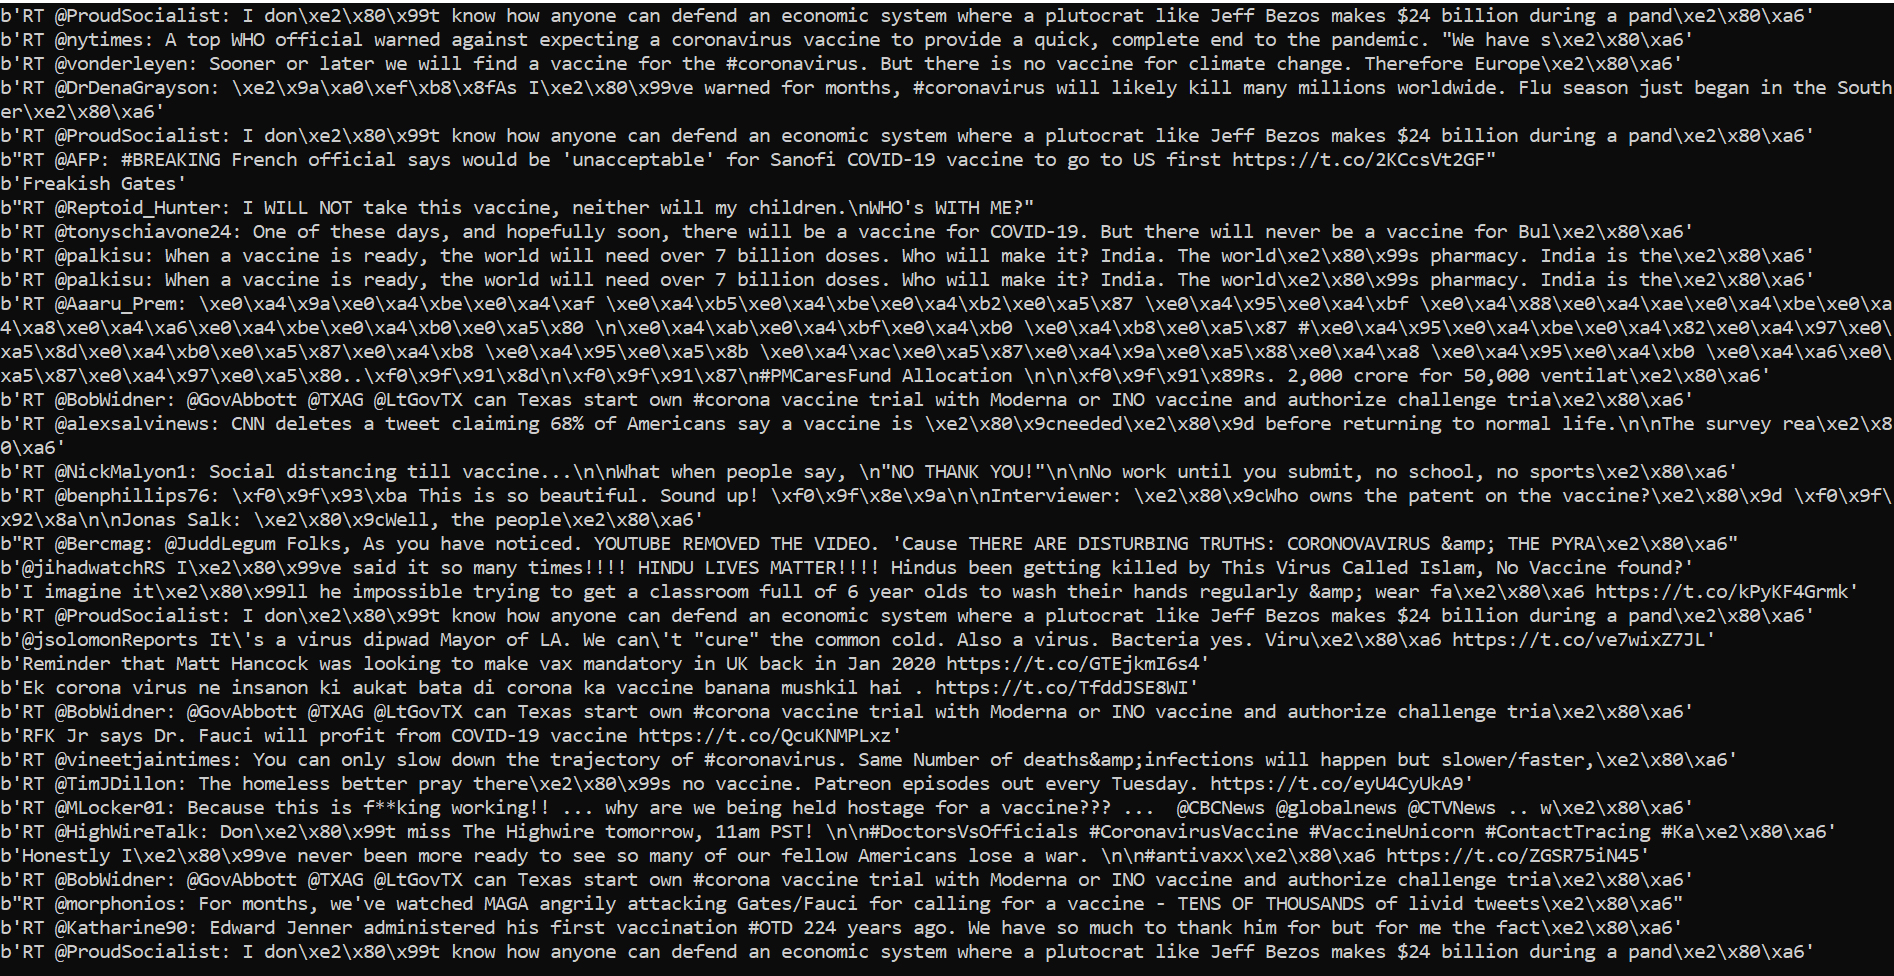 b'RT @ProudSocialist: I don\xe2\x80\x99t know how anyone can defend an economic system where a plutocrat like Jeff Bezos makes $24 billion during a pand\xe2\x80\xa6'
b'RT @nytimes: A top WHO official warned against expecting a coronavirus vaccine to provide a quick, complete end to the pandemic. "We have s\xe2\x80\xa6'
b'RT @vonderleyen: Sooner or later we will find a vaccine for the #coronavirus. But there is no vaccine for climate change. Therefore Europe\xe2\x80\xa6'
b'RT @DrDenaGrayson: \xe2\x9a\xa0\xef\xb8\x8fAs I\xe2\x80\x99ve warned for months, #coronavirus will likely kill many millions worldwide. Flu season just began in the South
er\xe2\x80\xa6'
b'RT @ProudSocialist: I don\xe2\x80\x99t know how anyone can defend an economic system where a plutocrat like Jeff Bezos makes $24 billion during a pand\xe2\x80\xa6'
b"RT @AFP: #BREAKING French official says would be 'unacceptable' for Sanofi COVID-19 vaccine to go to US first https://t.co/2KCcsVt2GF"
b'Freakish Gates'
b"RT @Reptoid_Hunter: I WILL NOT take this vaccine, neither will my children.\nWHO's WITH ME?"
b'RT @tonyschiavone24: One of these days, and hopefully soon, there will be a vaccine for COVID-19. But there will never be a vaccine for Bul\xe2\x80\xa6'
b'RT @palkisu: When a vaccine is ready, the world will need over 7 billion doses. Who will make it? India. The world\xe2\x80\x99s pharmacy. India is the\xe2\x80\xa6'
b'RT @palkisu: When a vaccine is ready, the world will need over 7 billion doses. Who will make it? India. The world\xe2\x80\x99s pharmacy. India is the\xe2\x80\xa6'
b'RT @Aaaru_Prem: \xe0\xa4\x9a\xe0\xa4\xbe\xe0\xa4\xaf \xe0\xa4\xb5\xe0\xa4\xbe\xe0\xa4\xb2\xe0\xa5\x87 \xe0\xa4\x95\xe0\xa4\xbf \xe0\xa4\x88\xe0\xa4\xae\xe0\xa4\xbe\xe0\xa
4\xa8\xe0\xa4\xa6\xe0\xa4\xbe\xe0\xa4\xb0\xe0\xa5\x80 \n\xe0\xa4\xab\xe0\xa4\xbf\xe0\xa4\xb0 \xe0\xa4\xb8\xe0\xa5\x87 #\xe0\xa4\x95\xe0\xa4\xbe\xe0\xa4\x82\xe0\xa4\x97\xe0\
xa5\x8d\xe0\xa4\xb0\xe0\xa5\x87\xe0\xa4\xb8 \xe0\xa4\x95\xe0\xa5\x8b \xe0\xa4\xac\xe0\xa5\x87\xe0\xa4\x9a\xe0\xa5\x88\xe0\xa4\xa8 \xe0\xa4\x95\xe0\xa4\xb0 \xe0\xa4\xa6\xe0\
xa5\x87\xe0\xa4\x97\xe0\xa5\x80..\xf0\x9f\x91\x8d\n\xf0\x9f\x91\x87\n#PMCaresFund Allocation \n\n\xf0\x9f\x91\x89Rs. 2,000 crore for 50,000 ventilat\xe2\x80\xa6'
b'RT @BobWidner: @GovAbbott @TXAG @LtGovTX can Texas start own #corona vaccine trial with Moderna or INO vaccine and authorize challenge tria\xe2\x80\xa6'
b'RT @alexsalvinews: CNN deletes a tweet claiming 68% of Americans say a vaccine is \xe2\x80\x9cneeded\xe2\x80\x9d before returning to normal life.\n\nThe survey rea\xe2\x8
0\xa6'
b'RT @NickMalyon1: Social distancing till vaccine...\n\nWhat when people say, \n"NO THANK YOU!"\n\nNo work until you submit, no school, no sports\xe2\x80\xa6'
b'RT @benphillips76: \xf0\x9f\x93\xba This is so beautiful. Sound up! \xf0\x9f\x8e\x9a\n\nInterviewer: \xe2\x80\x9cWho owns the patent on the vaccine?\xe2\x80\x9d \xf0\x9f\
x92\x8a\n\nJonas Salk: \xe2\x80\x9cWell, the people\xe2\x80\xa6'
b"RT @Bercmag: @JuddLegum Folks, As you have noticed. YOUTUBE REMOVED THE VIDEO. 'Cause THERE ARE DISTURBING TRUTHS: CORONOVAVIRUS &amp; THE PYRA\xe2\x80\xa6"
b'@jihadwatchRS I\xe2\x80\x99ve said it so many times!!!! HINDU LIVES MATTER!!!! Hindus been getting killed by This Virus Called Islam, No Vaccine found?'
b'I imagine it\xe2\x80\x99ll he impossible trying to get a classroom full of 6 year olds to wash their hands regularly &amp; wear fa\xe2\x80\xa6 https://t.co/kPyKF4Grmk'
b'RT @ProudSocialist: I don\xe2\x80\x99t know how anyone can defend an economic system where a plutocrat like Jeff Bezos makes $24 billion during a pand\xe2\x80\xa6'
b'@jsolomonReports It\'s a virus dipwad Mayor of LA. We can\'t "cure" the common cold. Also a virus. Bacteria yes. Viru\xe2\x80\xa6 https://t.co/ve7wixZ7JL'
b'Reminder that Matt Hancock was looking to make vax mandatory in UK back in Jan 2020 https://t.co/GTEjkmI6s4'
b'Ek corona virus ne insanon ki aukat bata di corona ka vaccine banana mushkil hai . https://t.co/TfddJSE8WI'
b'RT @BobWidner: @GovAbbott @TXAG @LtGovTX can Texas start own #corona vaccine trial with Moderna or INO vaccine and authorize challenge tria\xe2\x80\xa6'
b'RFK Jr says Dr. Fauci will profit from COVID-19 vaccine https://t.co/QcuKNMPLxz'
b'RT @vineetjaintimes: You can only slow down the trajectory of #coronavirus. Same Number of deaths&amp;infections will happen but slower/faster,\xe2\x80\xa6'
b'RT @TimJDillon: The homeless better pray there\xe2\x80\x99s no vaccine. Patreon episodes out every Tuesday. https://t.co/eyU4CyUkA9'
b'RT @MLocker01: Because this is f**king working!! ... why are we being held hostage for a vaccine??? ...  @CBCNews @globalnews @CTVNews .. w\xe2\x80\xa6'
b'RT @HighWireTalk: Don\xe2\x80\x99t miss The Highwire tomorrow, 11am PST! \n\n#DoctorsVsOfficials #CoronavirusVaccine #VaccineUnicorn #ContactTracing #Ka\xe2\x80\xa6'
b'Honestly I\xe2\x80\x99ve never been more ready to see so many of our fellow Americans lose a war. \n\n#antivaxx\xe2\x80\xa6 https://t.co/ZGSR75iN45'
b'RT @BobWidner: @GovAbbott @TXAG @LtGovTX can Texas start own #corona vaccine trial with Moderna or INO vaccine and authorize challenge tria\xe2\x80\xa6'
b"RT @morphonios: For months, we've watched MAGA angrily attacking Gates/Fauci for calling for a vaccine - TENS OF THOUSANDS of livid tweets\xe2\x80\xa6"
b'RT @Katharine90: Edward Jenner administered his first vaccination #OTD 224 years ago. We have so much to thank him for but for me the fact\xe2\x80\xa6'
b'RT @ProudSocialist: I don\xe2\x80\x99t know how anyone can defend an economic system where a plutocrat like Jeff Bezos makes $24 billion during a pand\xe2\x80\xa6'